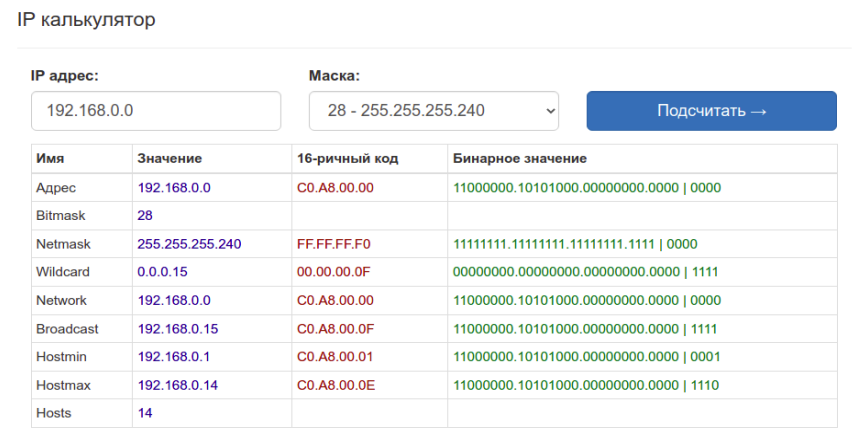 IP калькулятор
IP адрес: Маска:
192.168.0.0 28 - 255.255.255.240 Подсчитать →
Имя Значение 16-ричный код Бинарное значение
Адрес 192.168.0.0 C0.A8.00.00 11000000.10101000.00000000.0000 | 0000
Bitmask 28
Netmask 255.255.255.240 FF.FF.FF.F0 11111111.11111111.11111111.1111 | 0000
Wildcard 0.0.0.15 00.00.00.0F 00000000.00000000.00000000.0000 | 1111
Network 192.168.0.0 C0.A8.00.00 11000000.10101000.00000000.0000 | 0000
Broadcast 192.168.0.15 C0.A8.00.0F 11000000.10101000.00000000.0000 | 1111
Hostmin 192.168.0.1 C0.A8.00.01 11000000.10101000.00000000.0000 | 0001
Hostmax 192.168.0.14 C0.A8.00.0E 11000000.10101000.00000000.0000 | 1110
Hosts 14